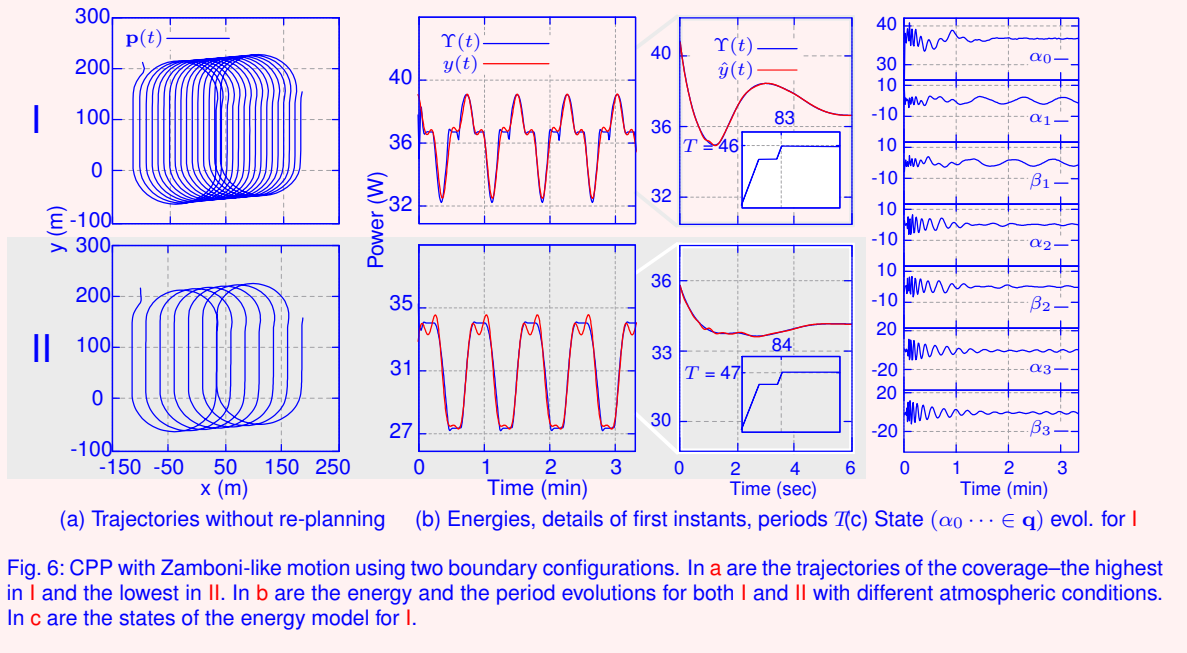 I
300
200
100
0
-100
y (m)
p(t)
II
300
200
100
0
-100
-150 -50 50 150 250
x (m)
Power (W)
39
36
32
ϒ(t)
y(t)
35
33
31
29
27
0 1 2 3
Time (min)
40
36
32
ϒ(t)
ŷ(t)
83
T = 46
36
33
30
84
T = 47
0 2 4 6
Time (sec)
40
30
α0
10
-10
α1
10
-10
β1
10
-10
α2
10
-10
β2
20
-20
α3
20
-20
β3
0 1 2 3
Time (min)
(a) Trajectories without re-planning
(b) Energies, details of first instants, periods T
(c) State (α0 · · · ∈ q) evol. for I
Fig. 6: CPP with Zamboni-like motion using two boundary configurations. In a are the trajectories of the coverage—the highest
in I and the lowest in II. In b are the energy and the period evolutions for both I and II with different atmospheric conditions.
In c are the states of the energy model for I.